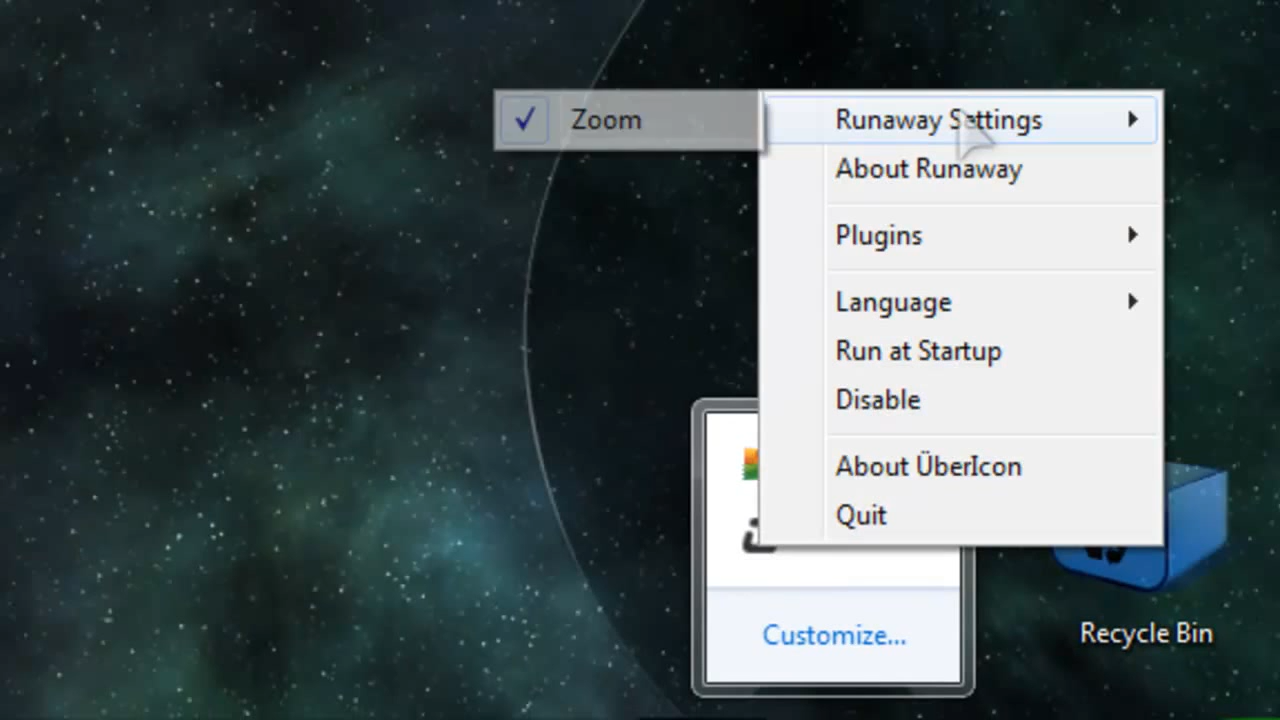 Zoom
Runaway Settings
About Runaway
Plugins
Language
Run at Startup
Disable
About ÜberIcon
Quit
Customize...
Recycle Bin